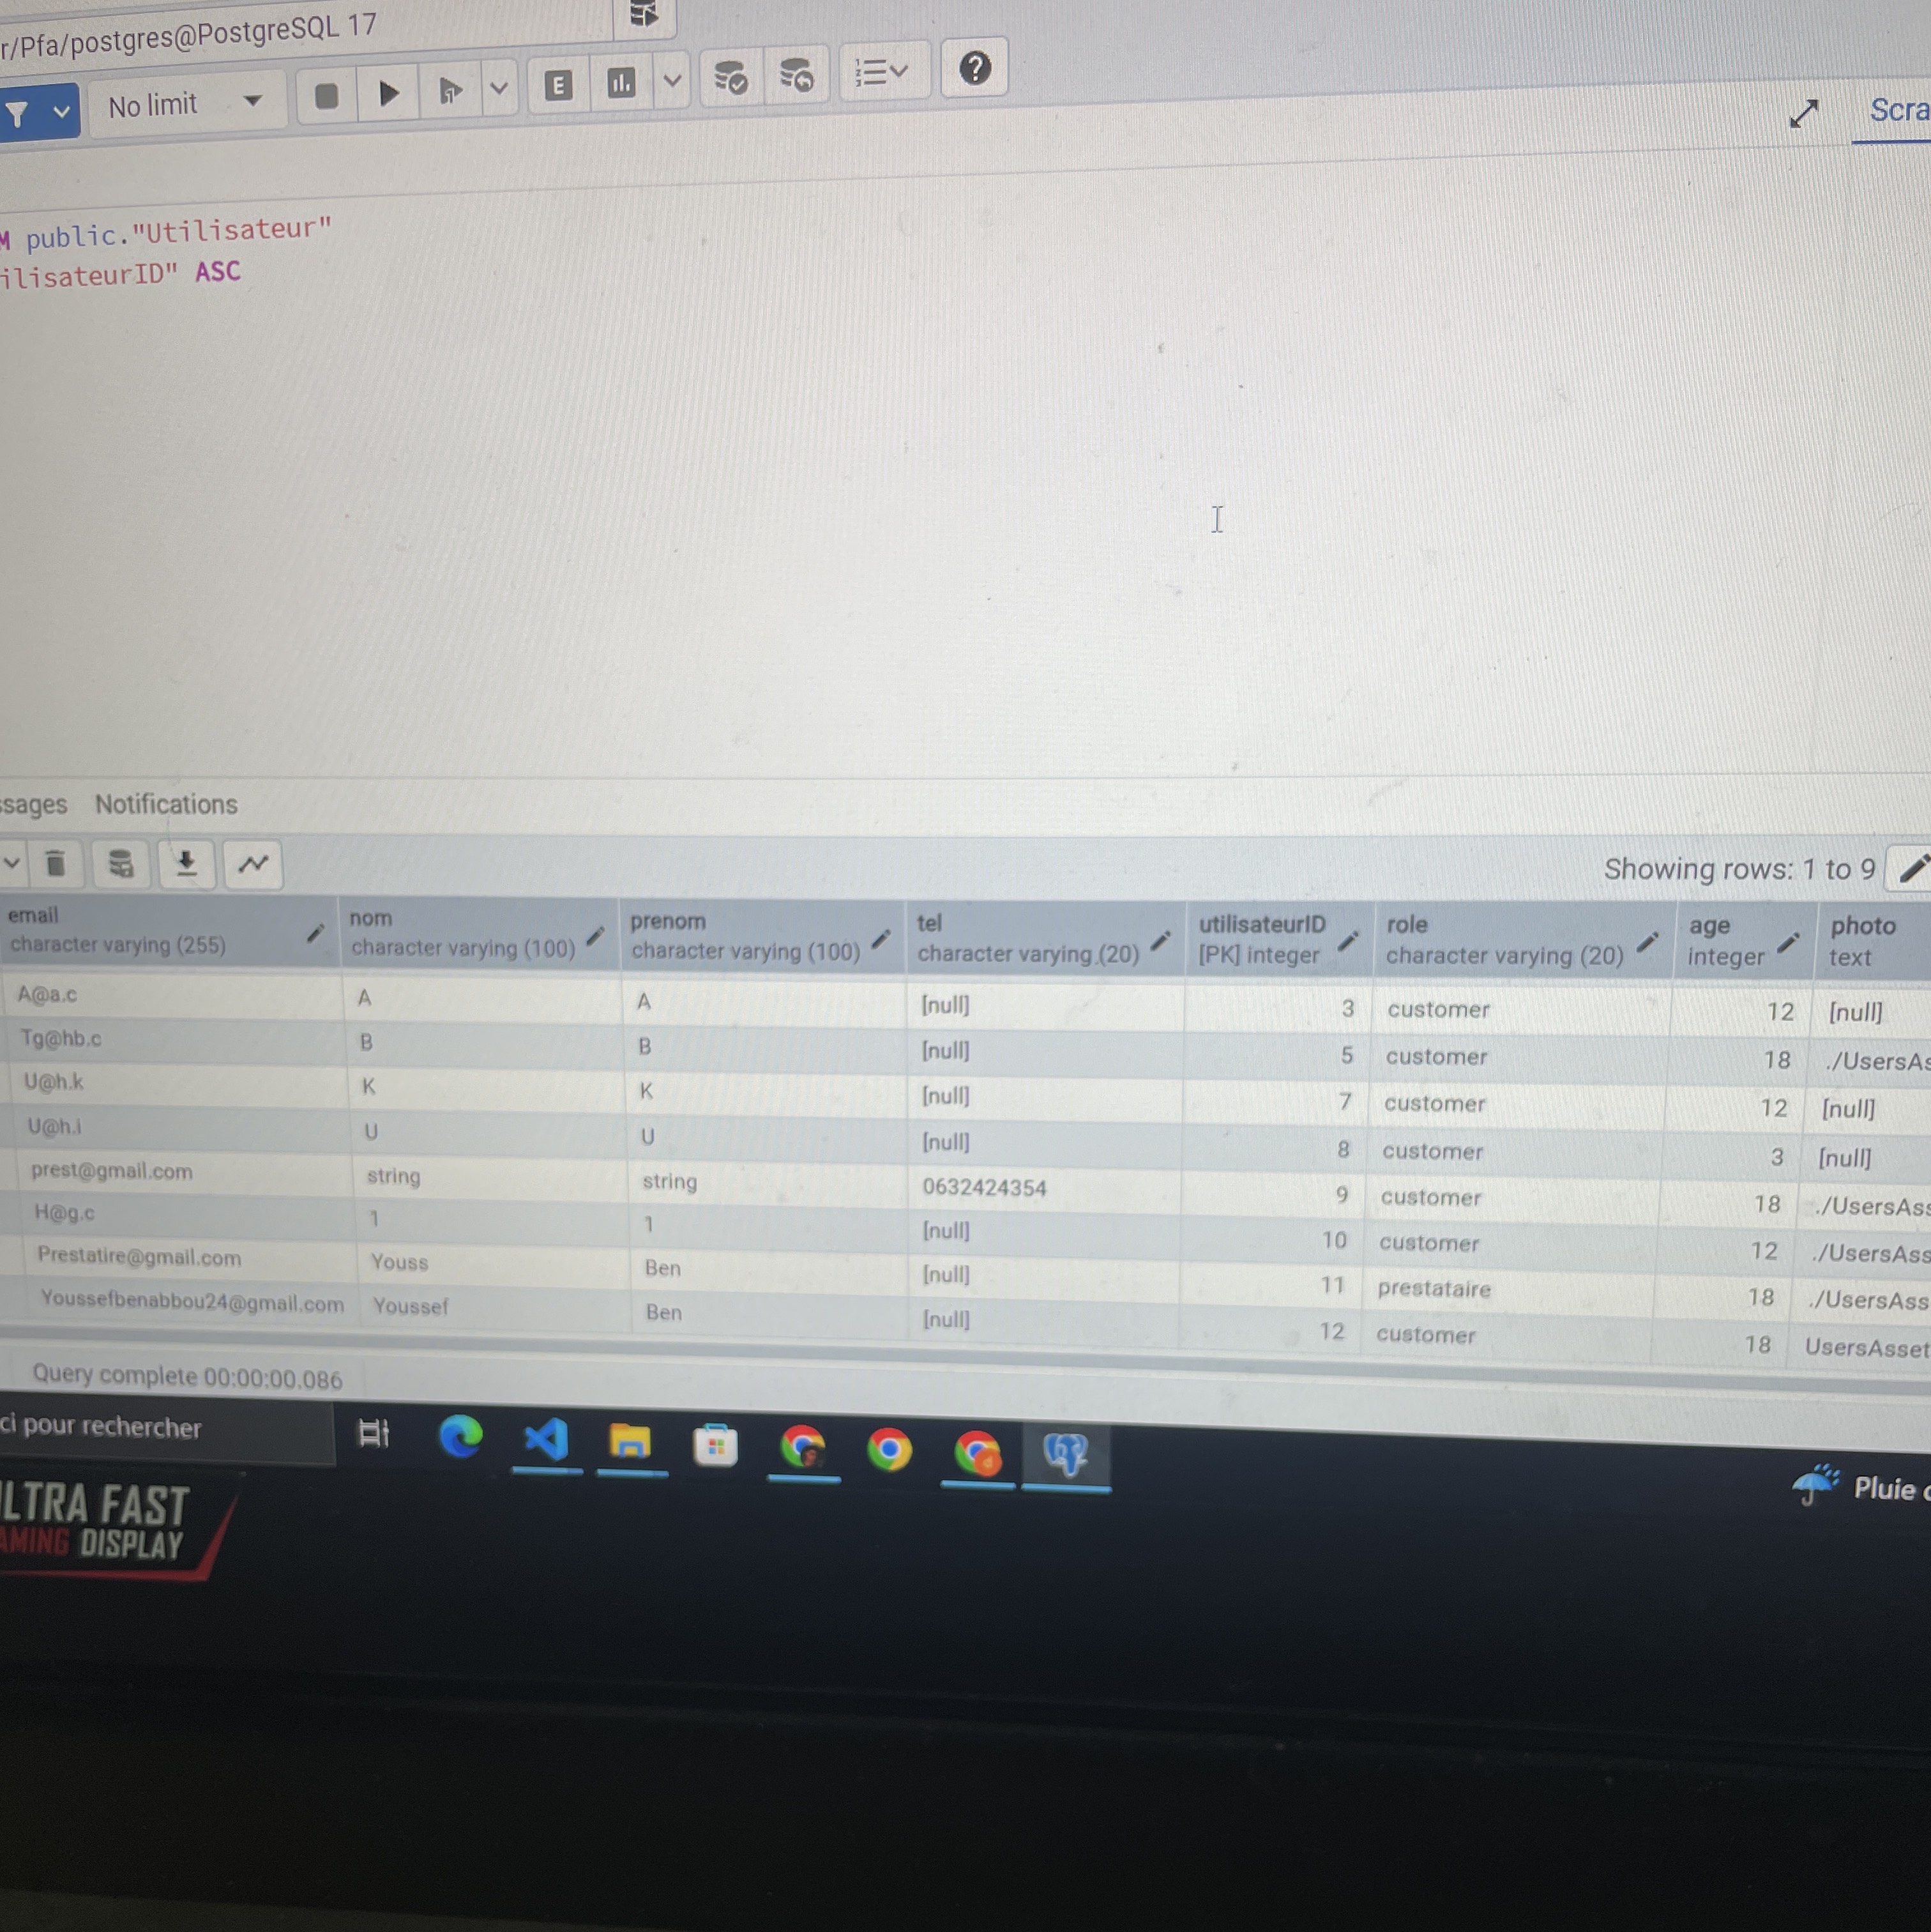 r/Pfa/postgres@PostgreSQL 17
No limit
E
Scra
M public."Utilisateur"
ilisateurID" ASC
ssages Notifications
Showing rows: 1 to 9
email nom prenom tel utilisateurID role age photo
character varying (255) character varying (100) character varying (100) character varying (20) [PK] integer character varying (20) integer text
A@a.c A A [null] 3 customer 12 [null]
Tg@hb.c B B [null] 5 customer 18 ./UsersAs
U@h.k K K [null] 7 customer 12 [null]
U@h.i U U [null] 8 customer 3 [null]
prest@gmail.com string string 0632424354 9 customer 18 ./UsersAss
H@g.c 1 1 [null] 10 customer 12 ./UsersAss
Prestatire@gmail.com Youss Ben [null] 11 prestataire 18 ./UsersAss
Youssefbenabbou24@gmail.com Youssef Ben [null] 12 customer 18 UsersAsset
Query complete 00:00:00.086
ci pour rechercher
Pluie
LTRA FAST
AMING DISPLAY